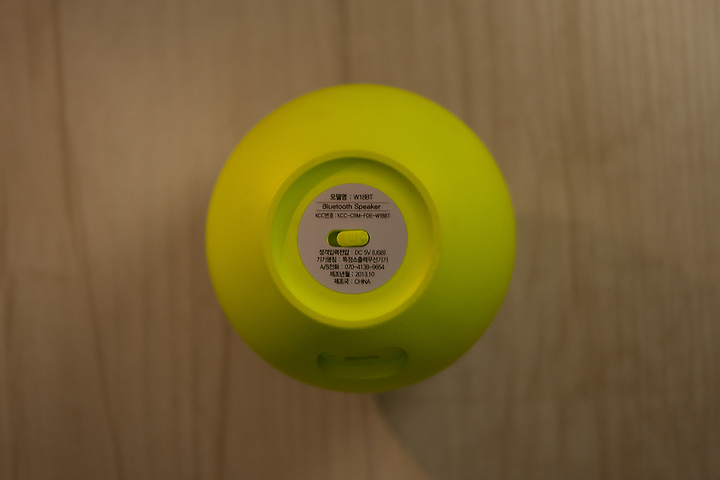 모델명 : W18BT
Bluetooth Speaker
KCC번호 : KCC-CRM-FDE-W18BT
정격입력전압 : DC 5V (USB)
기기명칭 : 특정소출력무선기기
A/S전화 : 070-4138-9654
제조년월 : 2013.10
제조국 : CHINA